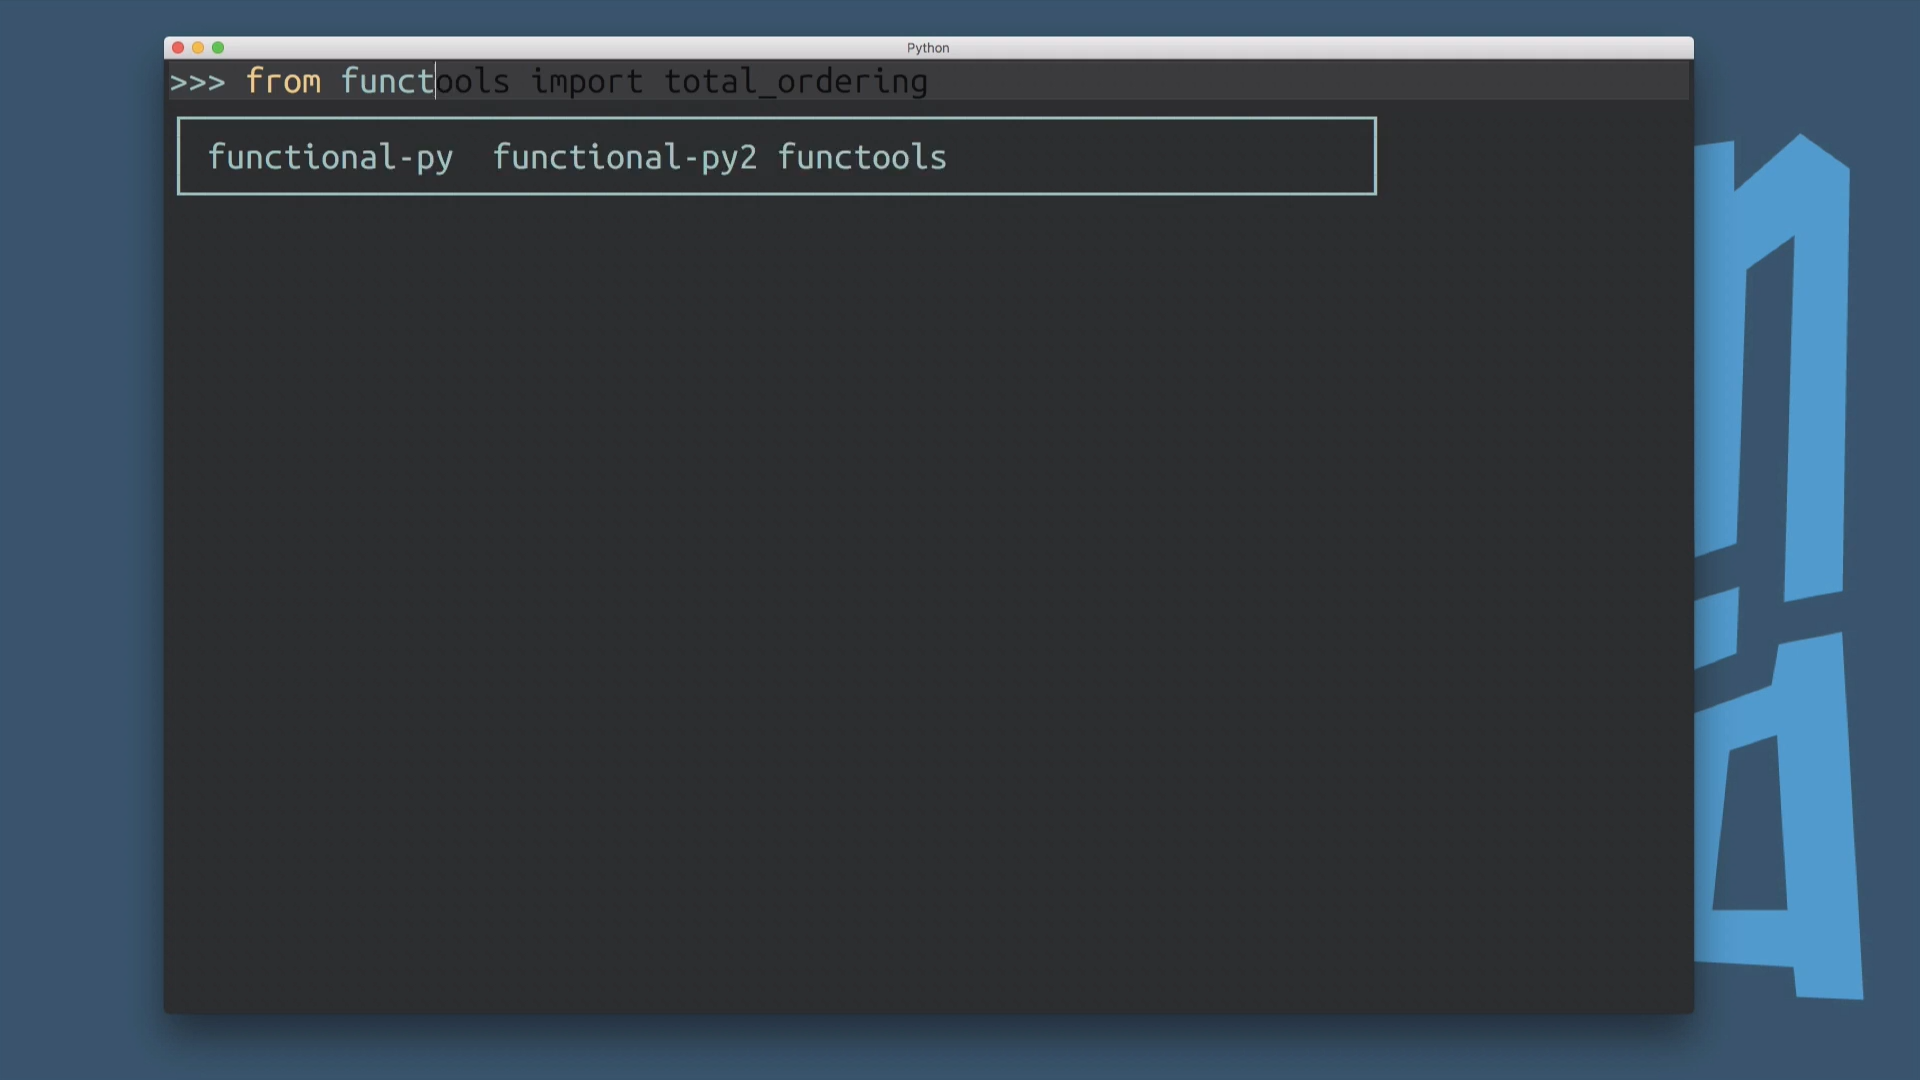 Python
>>> from functools import total_ordering
functional-py functional-py2 functools